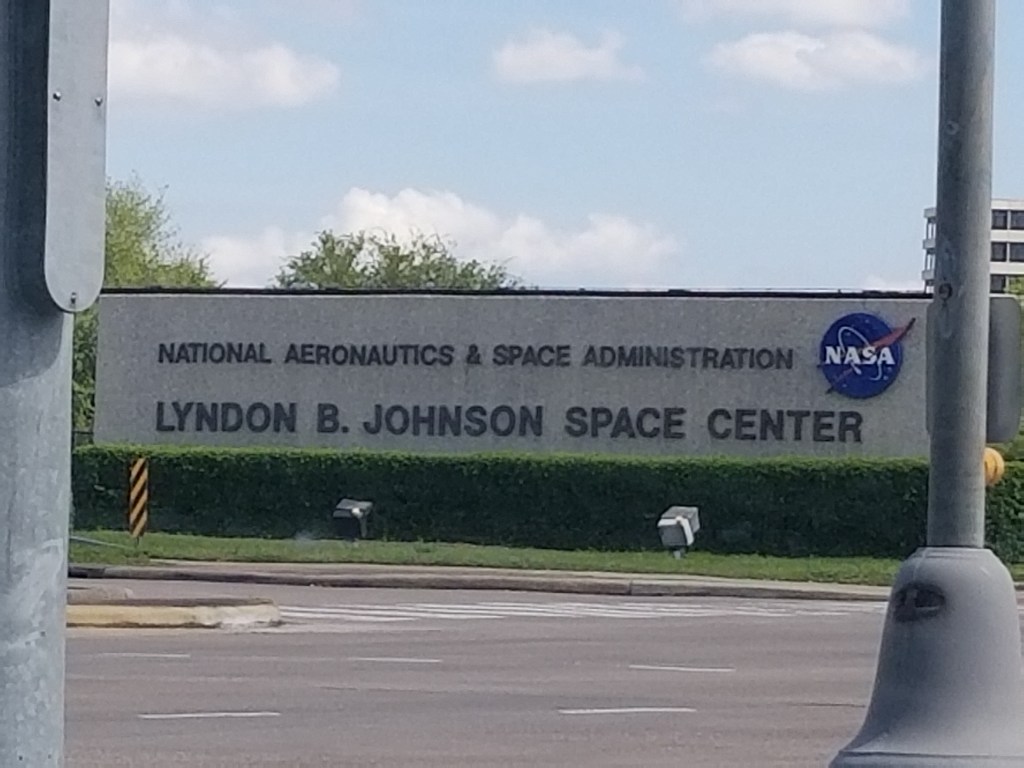 NATIONAL AERONAUTICS & SPACE ADMINISTRATION
NASA
LYNDON B. JOHNSON SPACE CENTER